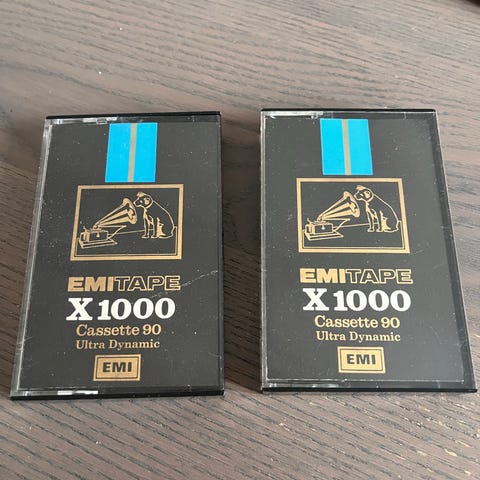 EMITAPE
X 1000
Cassette 90
Ultra Dynamic
EMI
EMITAPE
X 1000
Cassette 90
Ultra Dynamic
EMI